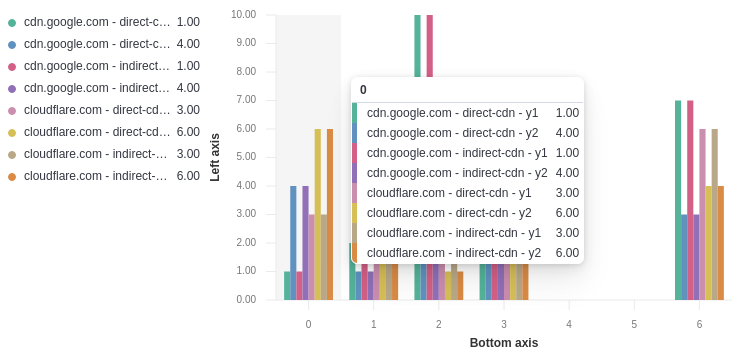 cdn.google.com - direct-c... 1.00
cdn.google.com - direct-c... 4.00
cdn.google.com - indirect... 1.00
cdn.google.com - indirect... 4.00
cloudflare.com - direct-cd... 3.00
cloudflare.com - direct-cd... 6.00
cloudflare.com - indirect-... 3.00
cloudflare.com - indirect-... 6.00
Left axis
10.00
9.00
8.00
7.00
6.00
5.00
4.00
3.00
2.00
1.00
0.00
0
cdn.google.com - direct-cdn - y1 1.00
cdn.google.com - direct-cdn - y2 4.00
cdn.google.com - indirect-cdn - y1 1.00
cdn.google.com - indirect-cdn - y2 4.00
cloudflare.com - direct-cdn - y1 3.00
cloudflare.com - direct-cdn - y2 6.00
cloudflare.com - indirect-cdn - y1 3.00
cloudflare.com - indirect-cdn - y2 6.00
0 1 2 3 4 5 6
Bottom axis